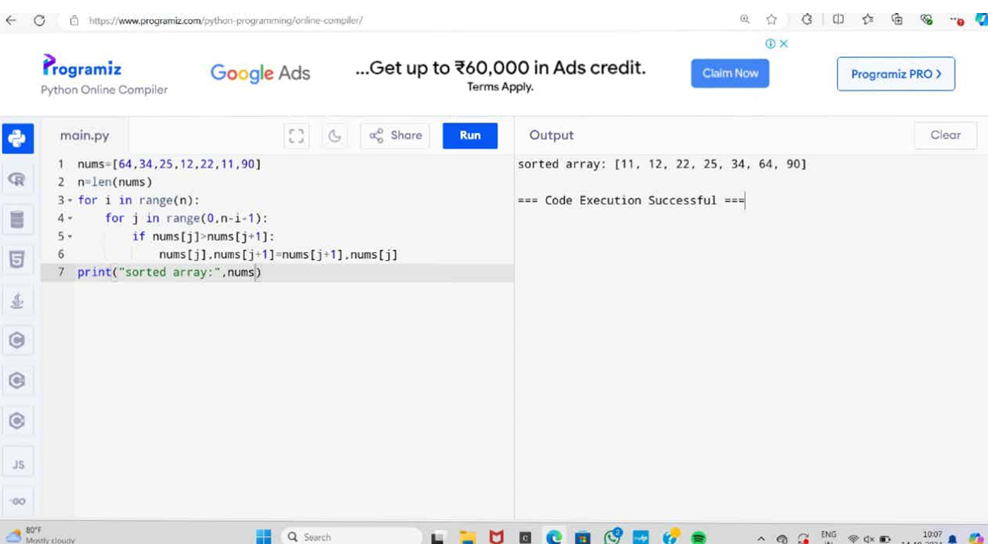 https://www.programiz.com/python-programming/online-compiler/
Programiz
Python Online Compiler
Google Ads
...Get up to ₹60,000 in Ads credit.
Terms Apply.
Claim Now
Programiz PRO >
main.py
Share
Run
Output
Clear
1 nums=[64,34,25,12,22,11,90]
2 n=len(nums)
3 for i in range(n):
4 for j in range(0,n-i-1):
5 if nums[j]>nums[j+1]:
6 nums[j],nums[j+1]=nums[j+1],nums[j]
7 print("sorted array:",nums)
sorted array: [11, 12, 22, 25, 34, 64, 90]
=== Code Execution Successful ===
JS
GO
80°F
Mostly cloudy
Search
ENG
10:07